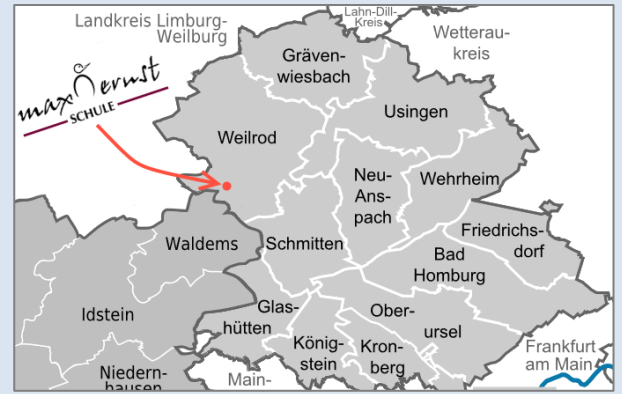 Landkreis Limburg-
Weilburg
Lahn-Dill-
Kreis
Wetterau-
kreis
max ernst
SCHULE
Gräven-
wiesbach
Usingen
Weilrod
Neu-
Ans-
pach
Wehrheim
Waldems
Schmitten
Friedrichs-
dorf
Bad
Homburg
Idstein
Glas-
hütten
Ober-
ursel
König-
stein
Kron-
berg
Frankfurt
am Main
Niedern-
hausen
Main-